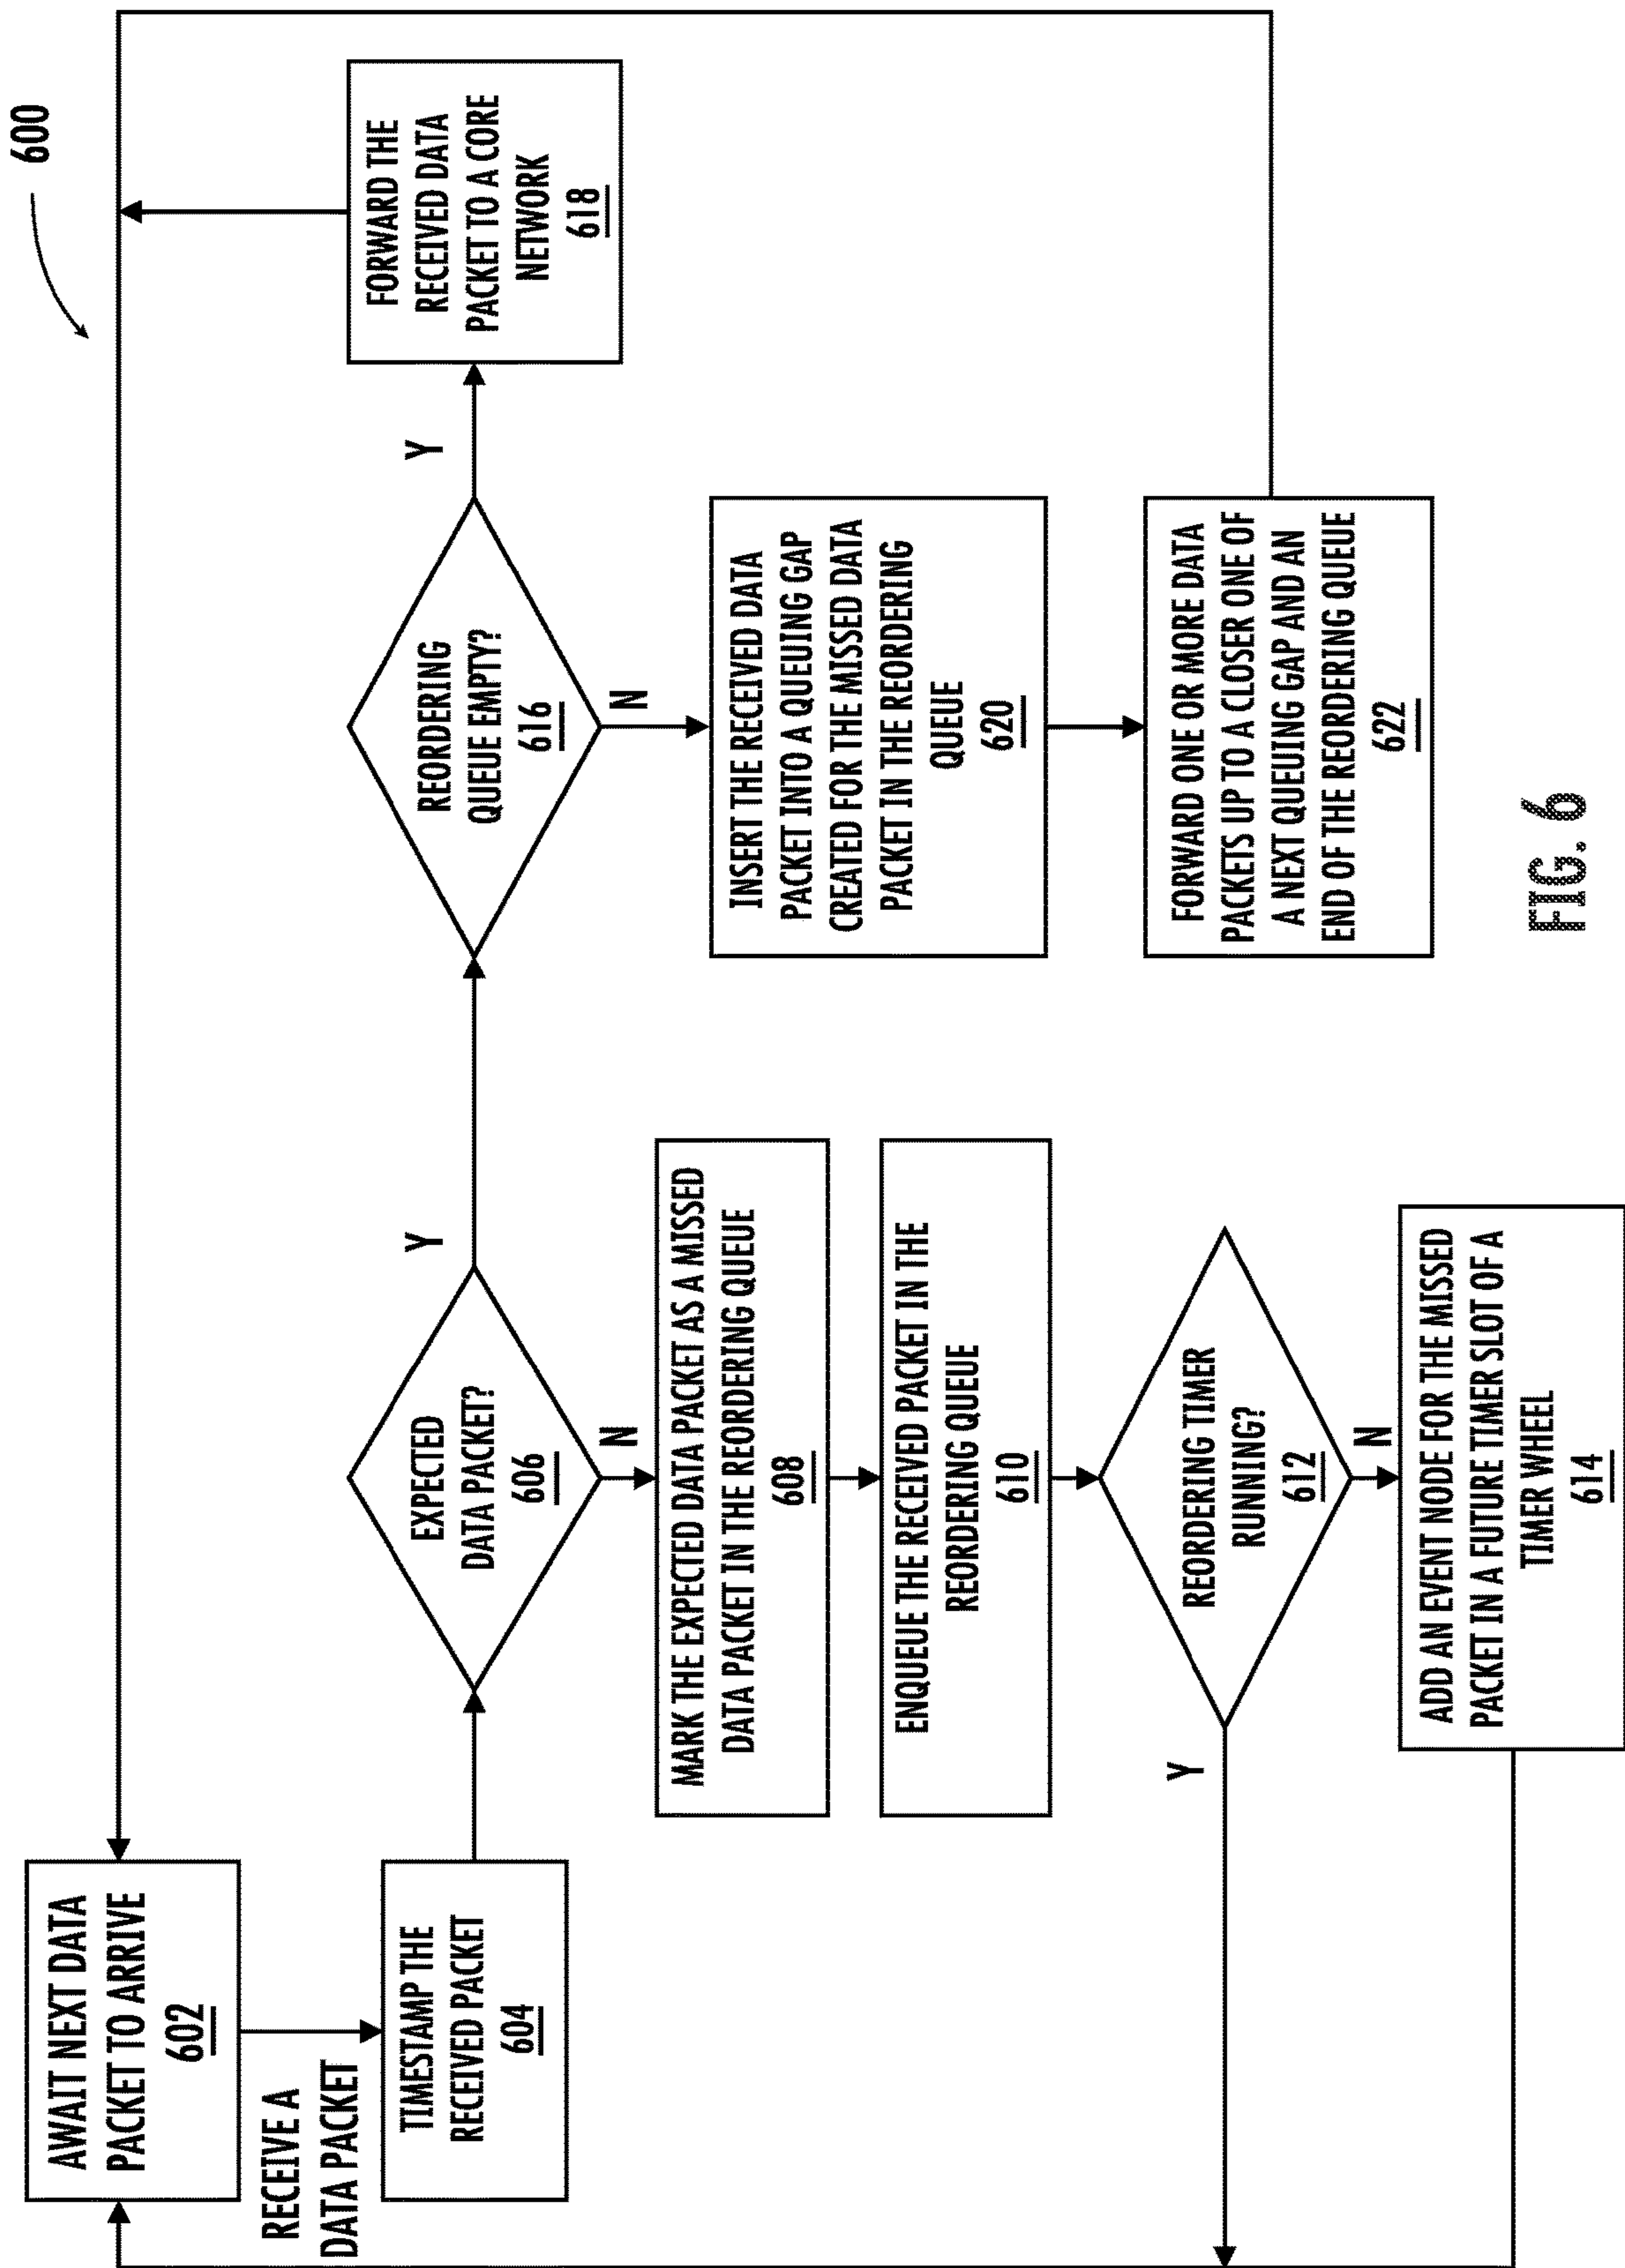 600
AWAIT NEXT DATA
PACKET TO ARRIVE
602
RECEIVE A
DATA PACKET
TIMESTAMP THE
RECEIVED PACKET
604
EXPECTED
DATA PACKET?
606
Y
N
MARK THE EXPECTED DATA PACKET AS A MISSED
DATA PACKET IN THE REORDERING QUEUE
608
ENQUEUE THE RECEIVED PACKET IN THE
REORDERING QUEUE
610
REORDERING TIMER
RUNNING?
612
Y
N
ADD AN EVENT NODE FOR THE MISSED
PACKET IN A FUTURE TIMER SLOT OF A
TIMER WHEEL
614
REORDERING
QUEUE EMPTY?
616
Y
N
FORWARD THE
RECEIVED DATA
PACKET TO A CORE
NETWORK
618
INSERT THE RECEIVED DATA
PACKET INTO A QUEUING GAP
CREATED FOR THE MISSED DATA
PACKET IN THE REORDERING
QUEUE
620
FORWARD ONE OR MORE DATA
PACKETS UP TO A CLOSER ONE OF
A NEXT QUEUING GAP AND AN
END OF THE REORDERING QUEUE
622
FIG. 6